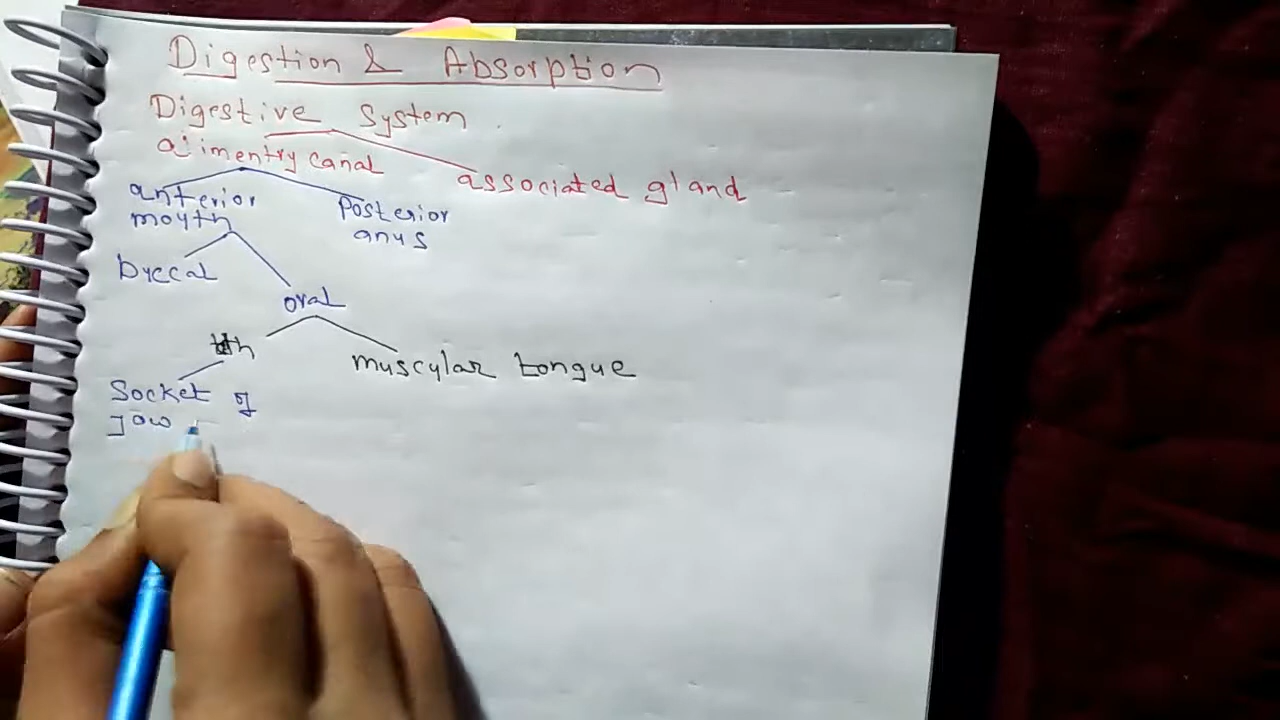 Digestion & Absorption
Digestive System
alimentry canal
associated gland
anterior
mouth
Posterior
anus
buccal
oral
muscular tongue
Socket of
Jaw